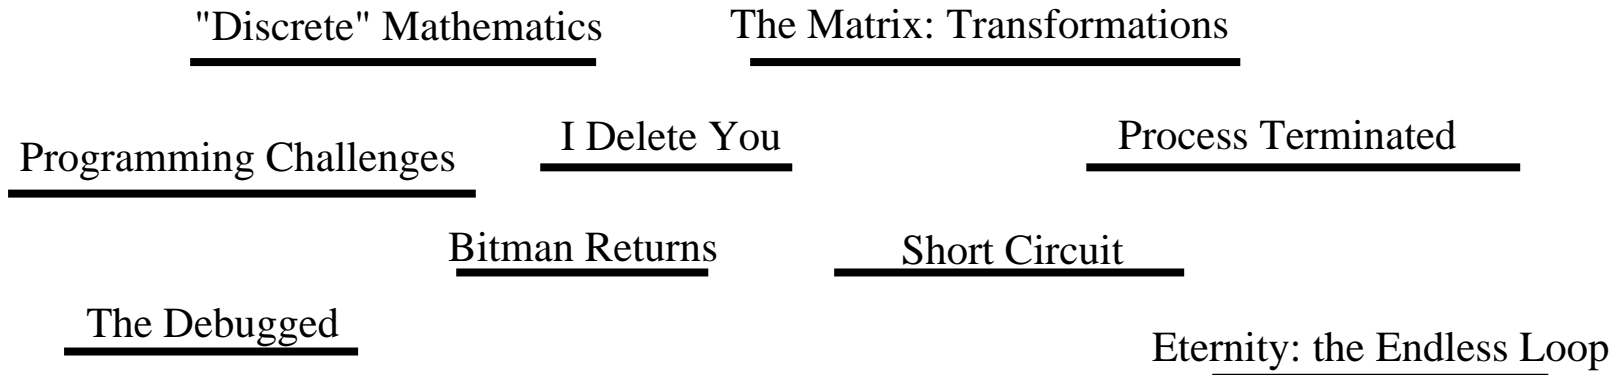 "Discrete" Mathematics
The Matrix: Transformations
Programming Challenges
I Delete You
Process Terminated
Bitman Returns
Short Circuit
The Debugged
Eternity: the Endless Loop